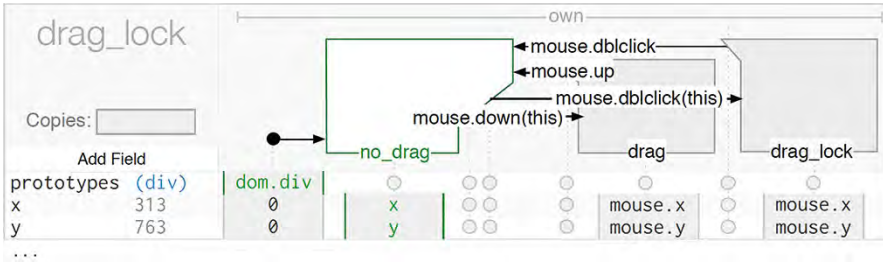 own
drag_lock
mouse.dblclick
mouse.up
mouse.dblclick(this)
mouse.down(this)
Copies:
no_drag drag drag_lock
Add Field
prototypes (div) dom.div
x 313 0 x mouse.x mouse.x
y 763 0 y mouse.y mouse.y
...